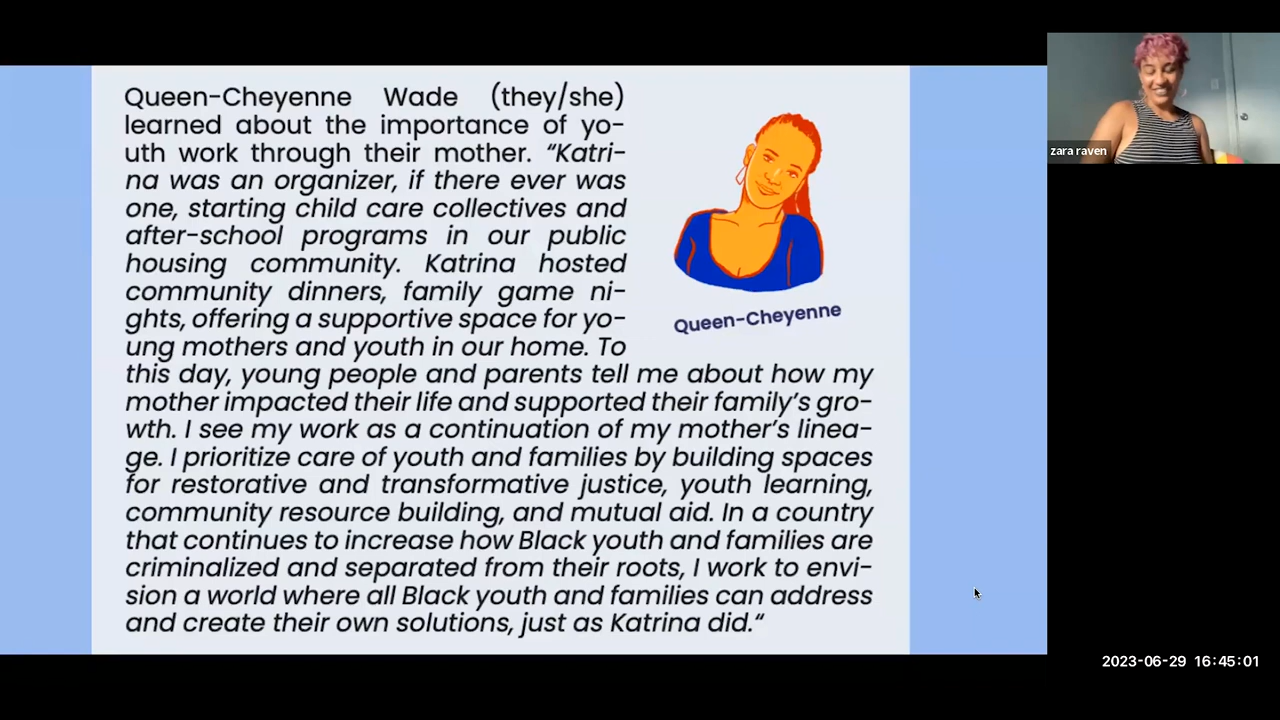 Queen-Cheyenne Wade (they/she)
learned about the importance of yo-
uth work through their mother. “Katri-
na was an organizer, if there ever was
one, starting child care collectives and
after-school programs in our public
housing community. Katrina hosted
community dinners, family game ni-
ghts, offering a supportive space for yo-
ung mothers and youth in our home. To
this day, young people and parents tell me about how my
mother impacted their life and supported their family’s gro-
wth. I see my work as a continuation of my mother’s linea-
ge. I prioritize care of youth and families by building spaces
for restorative and transformative justice, youth learning,
community resource building, and mutual aid. In a country
that continues to increase how Black youth and families are
criminalized and separated from their roots, I work to envi-
sion a world where all Black youth and families can address
and create their own solutions, just as Katrina did.“
Queen-Cheyenne
zara raven
2023-06-29 16:45:01